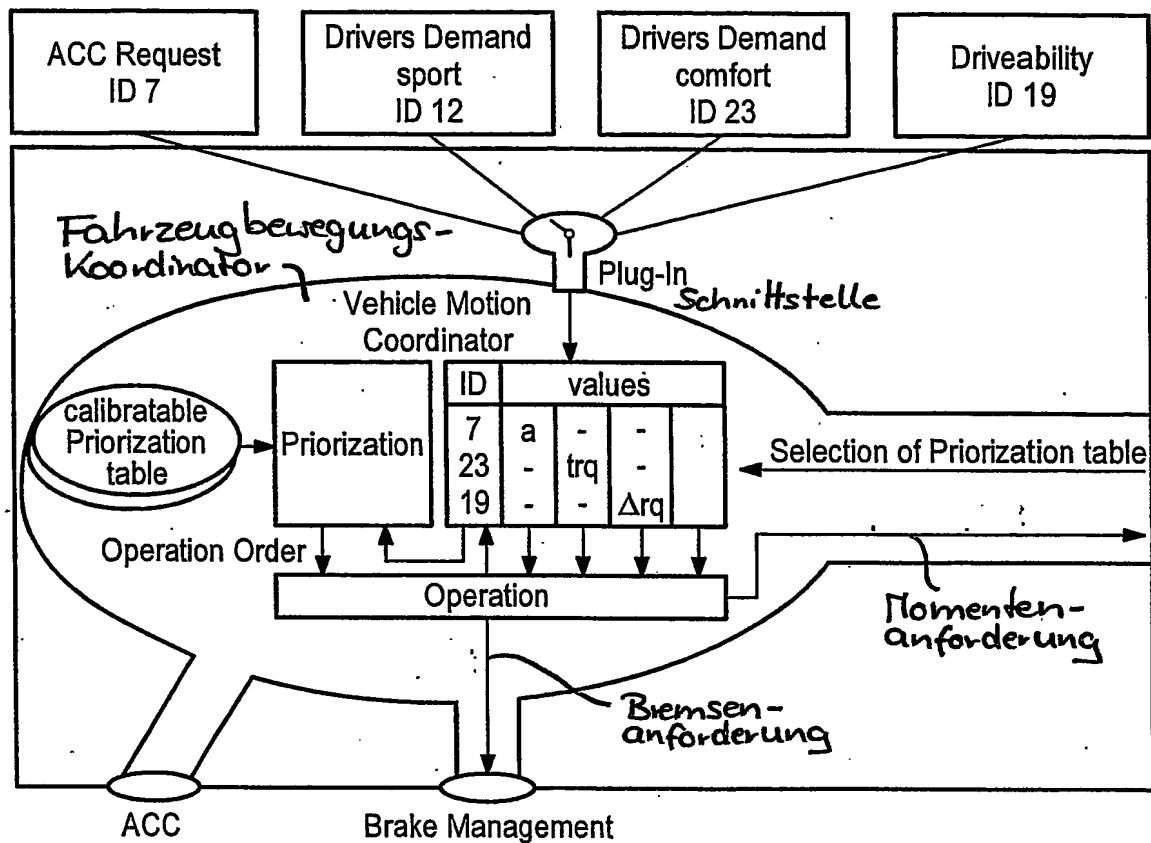 ACC Request
ID 7
Drivers Demand
sport
ID 12
Drivers Demand
comfort
ID 23
Driveability
ID 19
Fahrzeugbewegungs-
Koordinator
Plug-In
Schnittstelle
Vehicle Motion
Coordinator
calibratable
Priorization
table
Priorization
ID values
7 a - -
23 - trq -
19 - - Δrq
Selection of Priorization table
Operation Order
Operation
Momenten-
anforderung
Bremsen-
anforderung
ACC
Brake Management